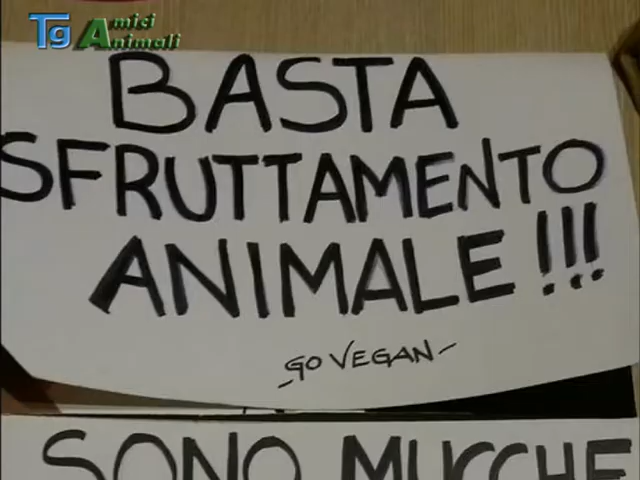 Tg Amici Animali
BASTA
SFRUTTAMENTO
ANIMALE!!!
-GO VEGAN-
SONO MUCCHE